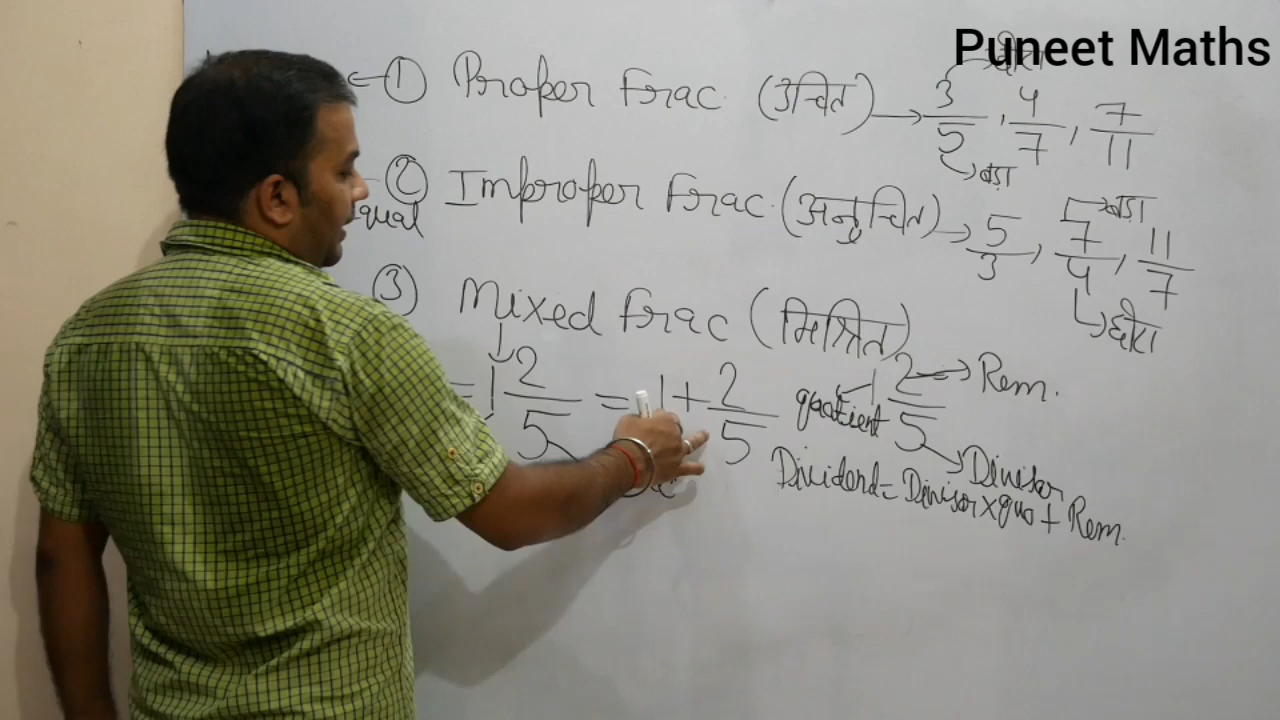 Puneet Maths
① Proper Frac. (उचित) → 3/5, 4/7, 7/11
छोटा
बड़ा
② Improper Frac. (अनुचित) → 5/3, 7/4, 11/7
बड़ा
छोटा
③ Mixed Frac (मिश्रित)
= 1 2/5 = 1 + 2/5
1 2/5 → Rem.
quotient
Divisor
Dividend = Divisor × quo + Rem.